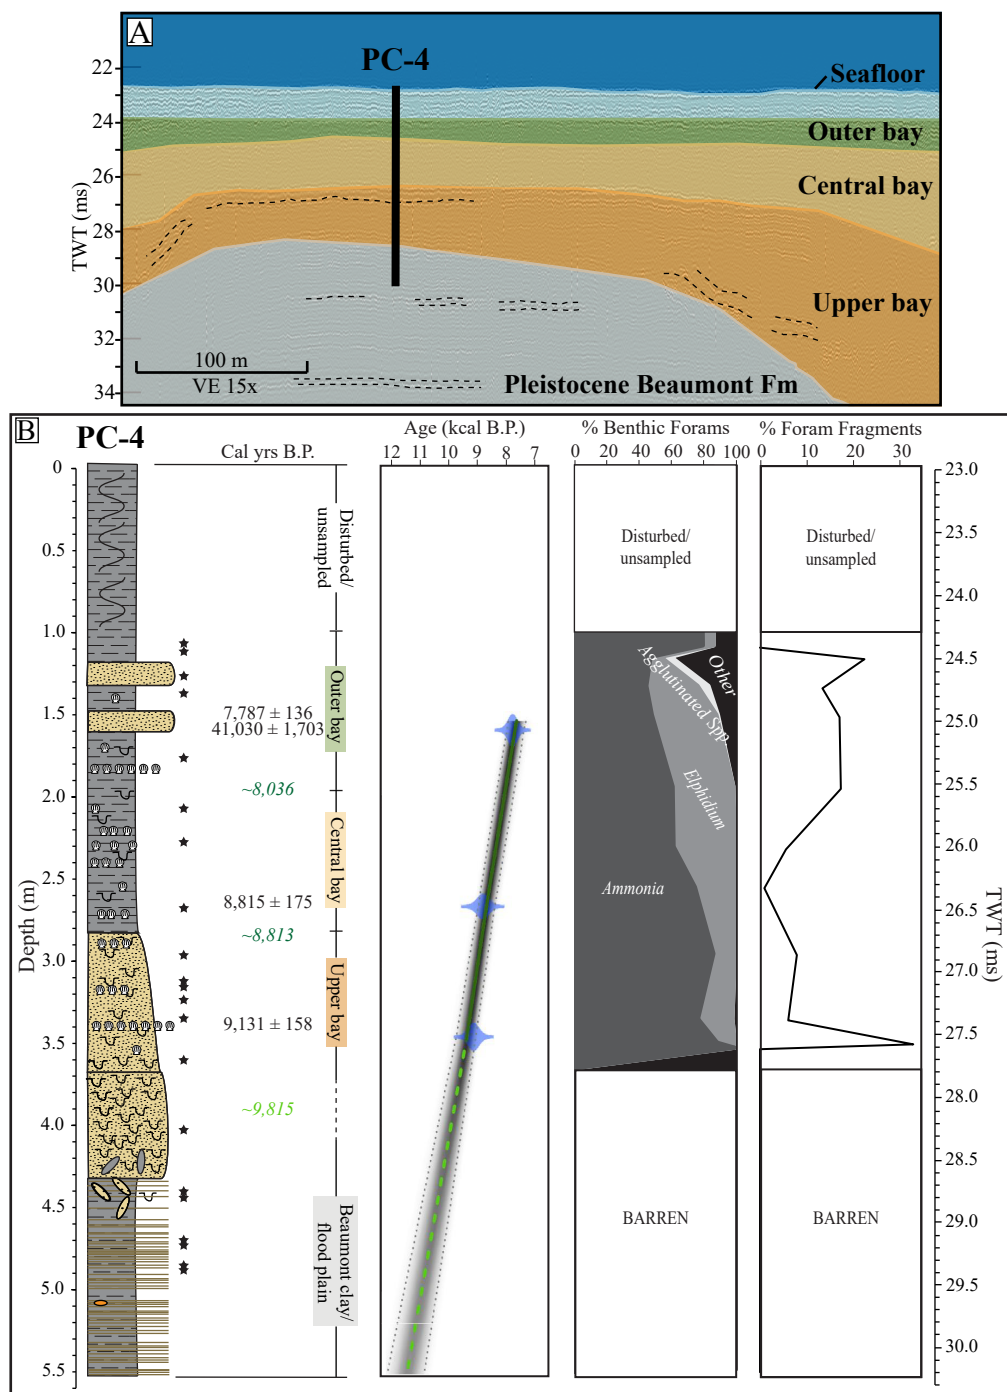 A
PC-4
Seafloor
Outer bay
Central bay
Upper bay
Pleistocene Beaumont Fm
TWT (ms)
22
24
26
28
30
32
34
100 m
VE 15x
B
PC-4
Cal yrs B.P.
Age (kcal B.P.)
12 11 10 9 8 7
% Benthic Forams
0 20 40 60 80 100
% Foram Fragments
0 10 20 30
Depth (m)
0
0.5
1.0
1.5
2.0
2.5
3.0
3.5
4.0
4.5
5.0
5.5
7,787 ± 136
41,030 ± 1,703
~8,036
8,815 ± 175
~8,813
9,131 ± 158
~9,815
Disturbed/
unsampled
Outer bay
Central bay
Upper bay
Beaumont clay/
flood plain
Disturbed/
unsampled
Ammonia
Elphidium
Agglutinated Spp
Other
BARREN
Disturbed/
unsampled
BARREN
23.0
23.5
24.0
24.5
25.0
25.5
26.0
26.5
27.0
27.5
28.0
28.5
29.0
29.5
30.0
TWT (ms)